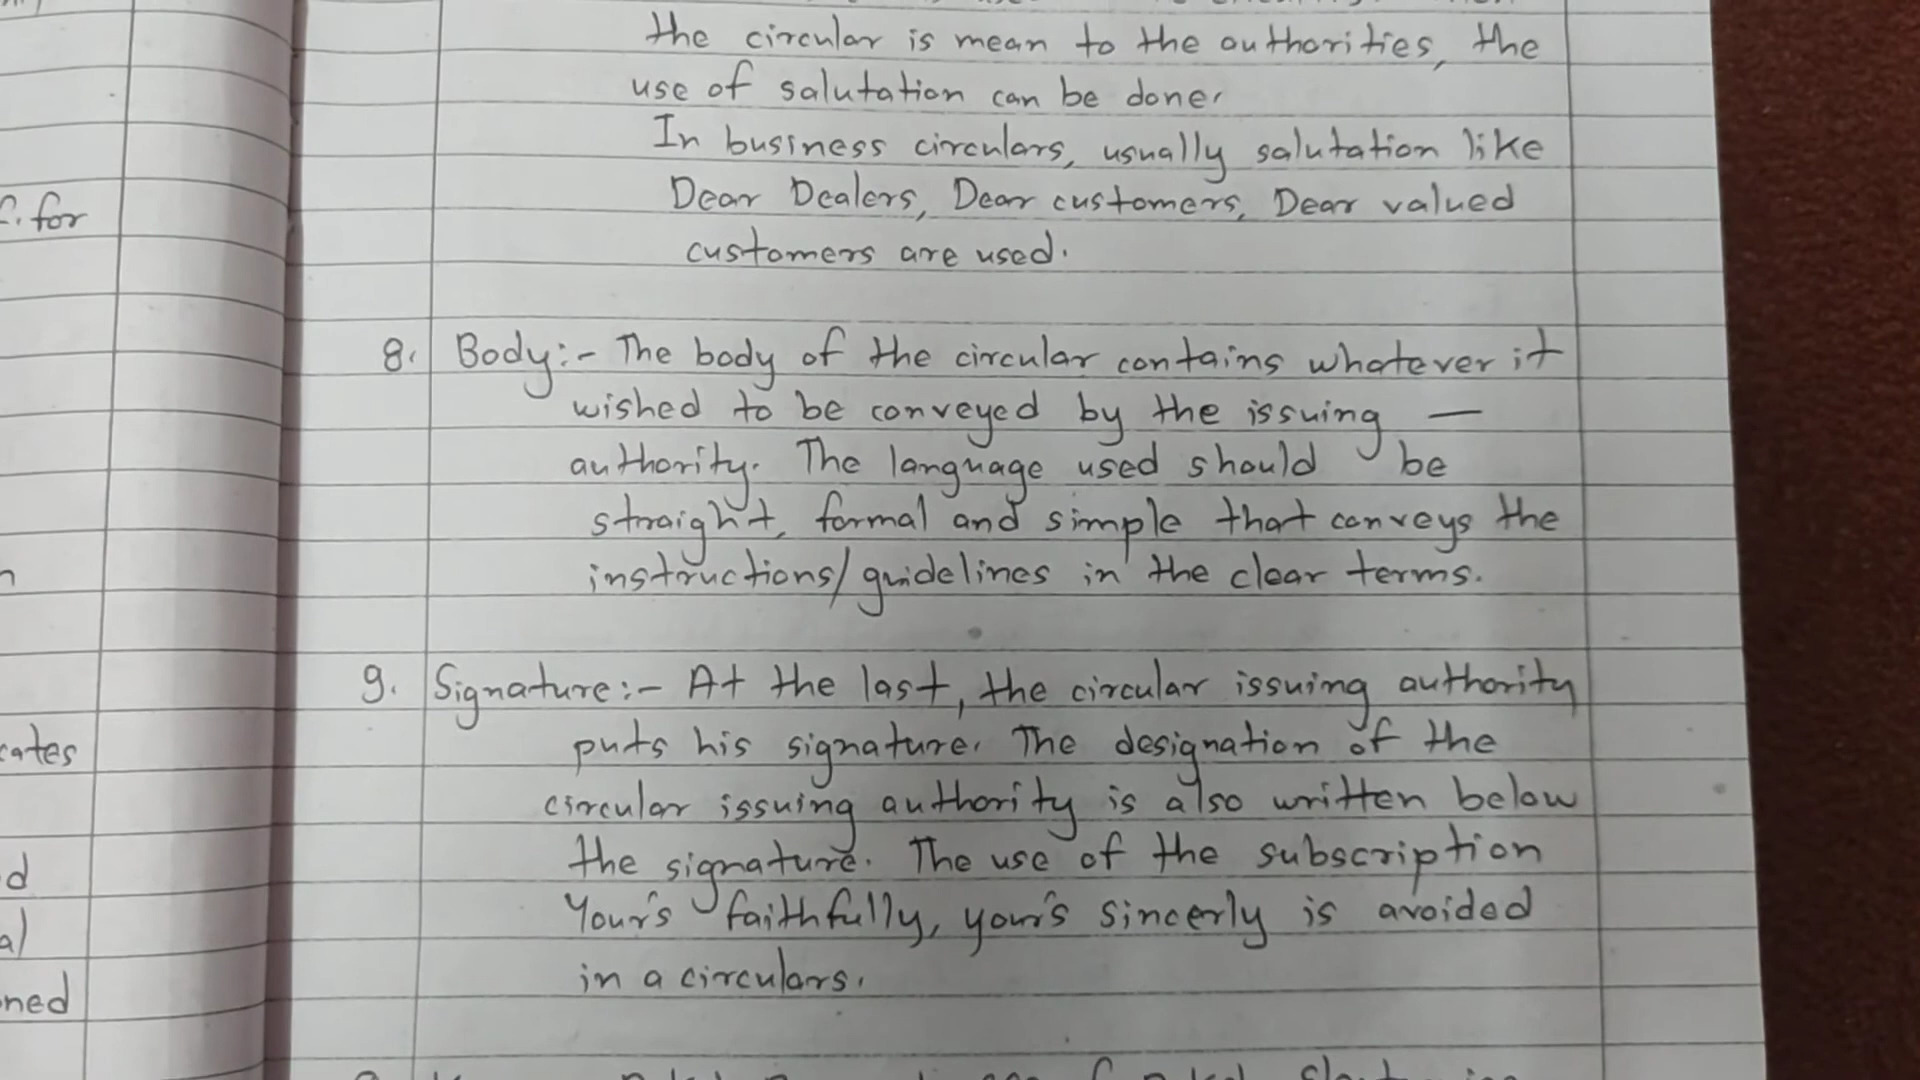 the circular is mean to the authorities, the
use of salutation can be done.
In business circulars, usually salutation like
Dear Dealers, Dear customers, Dear valued
customers are used.
for
8. Body:- The body of the circular contains whatever it
wished to be conveyed by the issuing —
authority. The language used should be
straight, formal and simple that conveys the
instructions/guidelines in the clear terms.
9. Signature:- At the last, the circular issuing authority
puts his signature. The designation of the
cates
circular issuing authority is also written below
the signature. The use of the subscription
d
Your's faithfully, your's sincerly is avoided
al
in a circulars.
ned